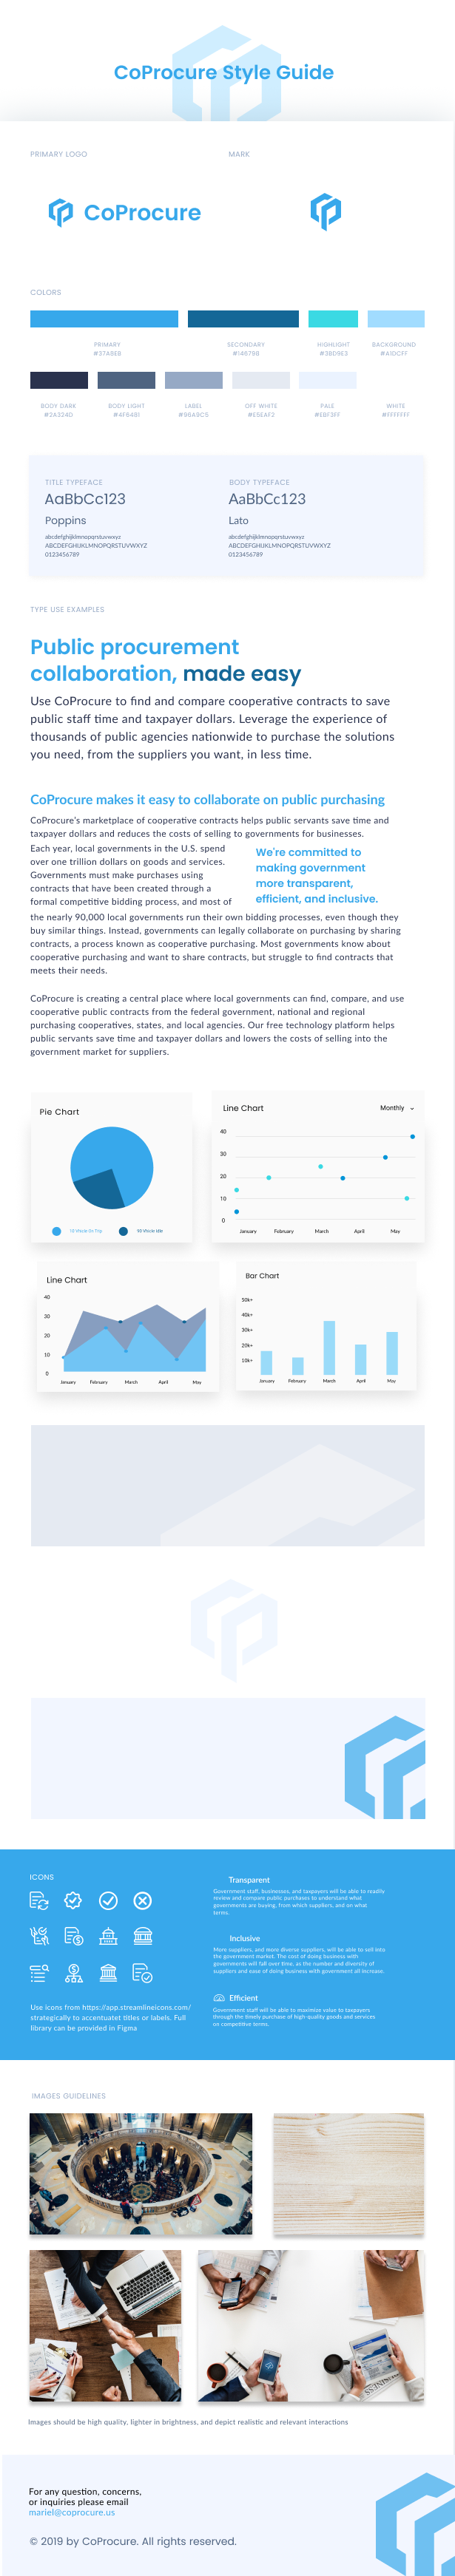 CoProcure Style Guide
PRIMARY LOGO
MARK
CoProcure
COLORS
PRIMARY
#37A8EB
SECONDARY
#146798
HIGHLIGHT
#3BD9E3
BACKGROUND
#A1DCFF
BODY DARK
#2A324D
BODY LIGHT
LABEL
OFF WHITE
#E5EAF2
PALE
#EBF3FF
WHITE
#FFFFFFF
TITLE TYPEFACE
AaBbCc123
Poppins
abcdefghijklmnopqrstuvwxyz
ABCDEFGHIJKLMNOPQRSTUVWXYZ
0123456789
BODY TYPEFACE
AaBbCc123
Lato
abcdefghijklmnopqrstuvwxyz
ABCDEFGHIJKLMNOPQRSTUVWXYZ
0123456789
TYPE USE EXAMPLES
Public procurement
collaboration, made easy
Use CoProcure to find and compare cooperative contracts to save
public staff time and taxpayer dollars. Leverage the experience of
thousands of public agencies nationwide to purchase the solutions
you need, from the suppliers you want, in less time.
CoProcure makes it easy to collaborate on public purchasing
CoProcure's marketplace of cooperative contracts helps public servants save time and
taxpayer dollars and reduces the costs of selling to governments for businesses.
Each year, local governments in the U.S. spend
over one trillion dollars on goods and services.
Governments must make purchases using
contracts that have been created through a
formal competitive bidding process, and most of
We're committed to
making government
more transparent,
efficient, and inclusive.
the nearly 90,000 local governments run their own bidding processes, even though they
buy similar things. Instead, governments can legally collaborate on purchasing by sharing
contracts, a process known as cooperative purchasing. Most governments know about
cooperative purchasing and want to share contracts, but struggle to find contracts that
meets their needs.
CoProcure is creating a central place where local governments can find, compare, and use
cooperative public contracts from the federal government, national and regional
purchasing cooperatives, states, and local agencies. Our free technology platform helps
public servants save time and taxpayer dollars and lowers the costs of selling into the
government market for suppliers.
Pie Chart
Line Chart
Monthly
40
30
20
10
0
January February March April May
Line Chart
40
30
20
10
0
January February March April May
Bar Chart
50k+
40k+
30k+
20k+
10k+
January February March April May
ICONS
Use icons from https://app.streamlineicons.com/
strategically to accentuatet titles or labels. Full
library can be provided in Figma
Transparent
Government staff, businesses, and taxpayers will be able to readily
review and compare public purchases to understand what
governments are buying, from which suppliers, and on what
terms.
Inclusive
More suppliers, and more diverse suppliers, will be able to sell into
the government market. The cost of doing business with
governments will fall over time, as the number and diversity of
suppliers and ease of doing business with government all increase.
Efficient
Government staff will be able to maximize value to taxpayers
through the timely purchase of high-quality goods and services
on competitive terms.
IMAGES GUIDELINES
BUSINESS
Images should be high quality, lighter in brightness, and depict realistic and relevant interactions
For any question, concerns,
or inquiries please email
mariel@coprocure.us
© 2019 by CoProcure. All rights reserved.